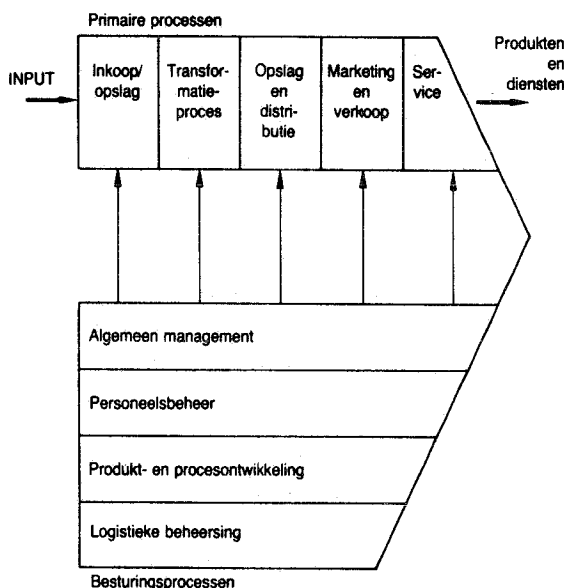 Primaire processen
INPUT
Inkoop/
opslag
Transfor-
matie-
proces
Opslag
en
distri-
butie
Marketing
en
verkoop
Ser-
vice
Produkten
en
diensten
Algemeen management
Personeelsbeheer
Produkt- en procesontwikkeling
Logistieke beheersing
Besturingsprocessen